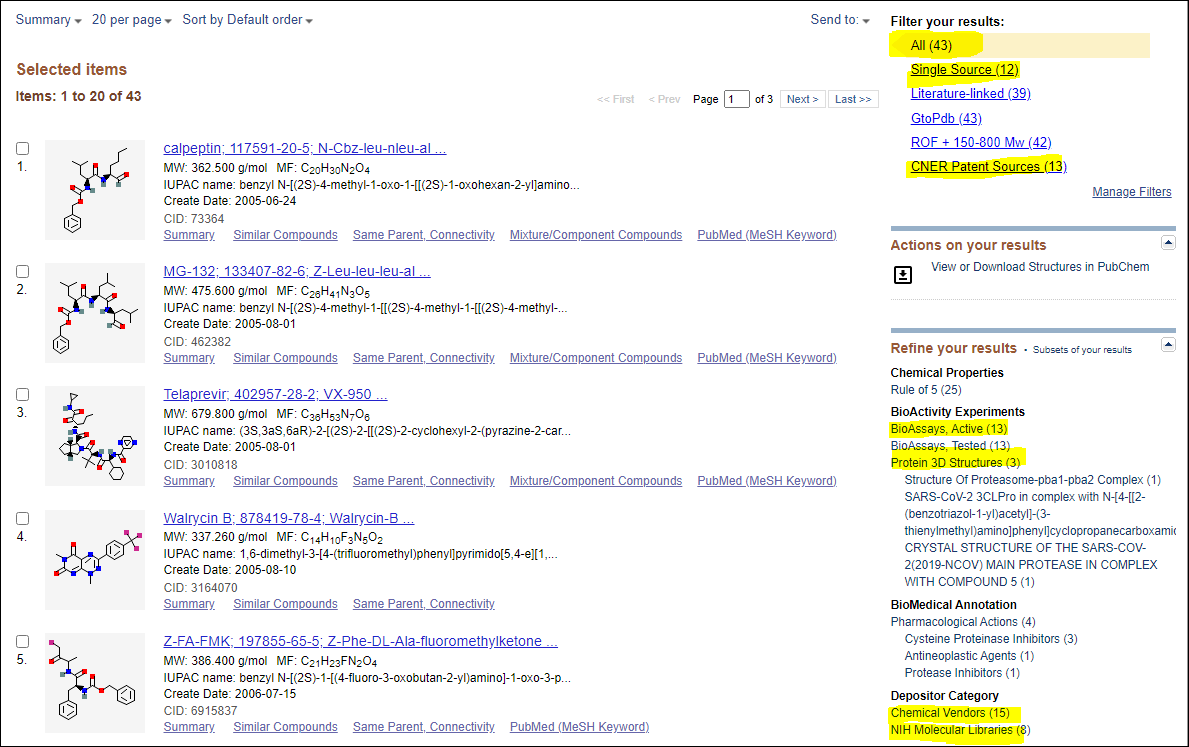 Summary 20 per page Sort by Default order Send to:
Selected items
Items: 1 to 20 of 43
<< First < Prev Page 1 of 3 Next > Last >>
1.
calpeptin; 117591-20-5; N-Cbz-leu-nleu-al ...
MW: 362.500 g/mol MF: C20H30N2O4
IUPAC name: benzyl N-[(2S)-4-methyl-1-oxo-1-[[(2S)-1-oxohexan-2-yl]amino...
Create Date: 2005-06-24
CID: 73364
Summary Similar Compounds Same Parent, Connectivity Mixture/Component Compounds PubMed (MeSH Keyword)
2.
MG-132; 133407-82-6; Z-Leu-leu-leu-al ...
MW: 475.600 g/mol MF: C26H41N3O5
IUPAC name: benzyl N-[(2S)-4-methyl-1-[[(2S)-4-methyl-1-[[(2S)-4-methyl-...
Create Date: 2005-08-01
CID: 462382
Summary Similar Compounds Same Parent, Connectivity Mixture/Component Compounds PubMed (MeSH Keyword)
3.
Telaprevir; 402957-28-2; VX-950 ...
MW: 679.800 g/mol MF: C36H53N7O6
IUPAC name: (3S,3aS,6aR)-2-[(2S)-2-[[(2S)-2-cyclohexyl-2-(pyrazine-2-car...
Create Date: 2005-08-01
CID: 3010818
Summary Similar Compounds Same Parent, Connectivity Mixture/Component Compounds PubMed (MeSH Keyword)
4.
Walrycin B; 878419-78-4; Walrycin-B ...
MW: 337.260 g/mol MF: C14H10F3N5O2
IUPAC name: 1,6-dimethyl-3-[4-(trifluoromethyl)phenyl]pyrimido[5,4-e][1,...
Create Date: 2005-08-10
CID: 3164070
Summary Similar Compounds Same Parent, Connectivity
5.
Z-FA-FMK; 197855-65-5; Z-Phe-DL-Ala-fluoromethylketone ...
MW: 386.400 g/mol MF: C21H23FN2O4
IUPAC name: benzyl N-[(2S)-1-[(4-fluoro-3-oxobutan-2-yl)amino]-1-oxo-3-p...
Create Date: 2006-07-15
CID: 6915837
Summary Similar Compounds Same Parent, Connectivity PubMed (MeSH Keyword)
Filter your results:
All (43)
Single Source (12)
Literature-linked (39)
GtoPdb (43)
ROF + 150-800 Mw (42)
CNER Patent Sources (13)
Manage Filters
Actions on your results
View or Download Structures in PubChem
Refine your results • Subsets of your results
Chemical Properties
Rule of 5 (25)
BioActivity Experiments
BioAssays, Active (13)
BioAssays, Tested (13)
Protein 3D Structures (3)
Structure Of Proteasome-pba1-pba2 Complex (1)
SARS-CoV-2 3CLPro in complex with N-[4-[[2-
(benzotriazol-1-yl)acetyl]-(3-
thienylmethyl)amino]phenyl]cyclopropanecarboxamic
CRYSTAL STRUCTURE OF THE SARS-COV-
2(2019-NCOV) MAIN PROTEASE IN COMPLEX
WITH COMPOUND 5 (1)
BioMedical Annotation
Pharmacological Actions (4)
Cysteine Proteinase Inhibitors (3)
Antineoplastic Agents (1)
Protease Inhibitors (1)
Depositor Category
Chemical Vendors (15)
NIH Molecular Libraries (8)